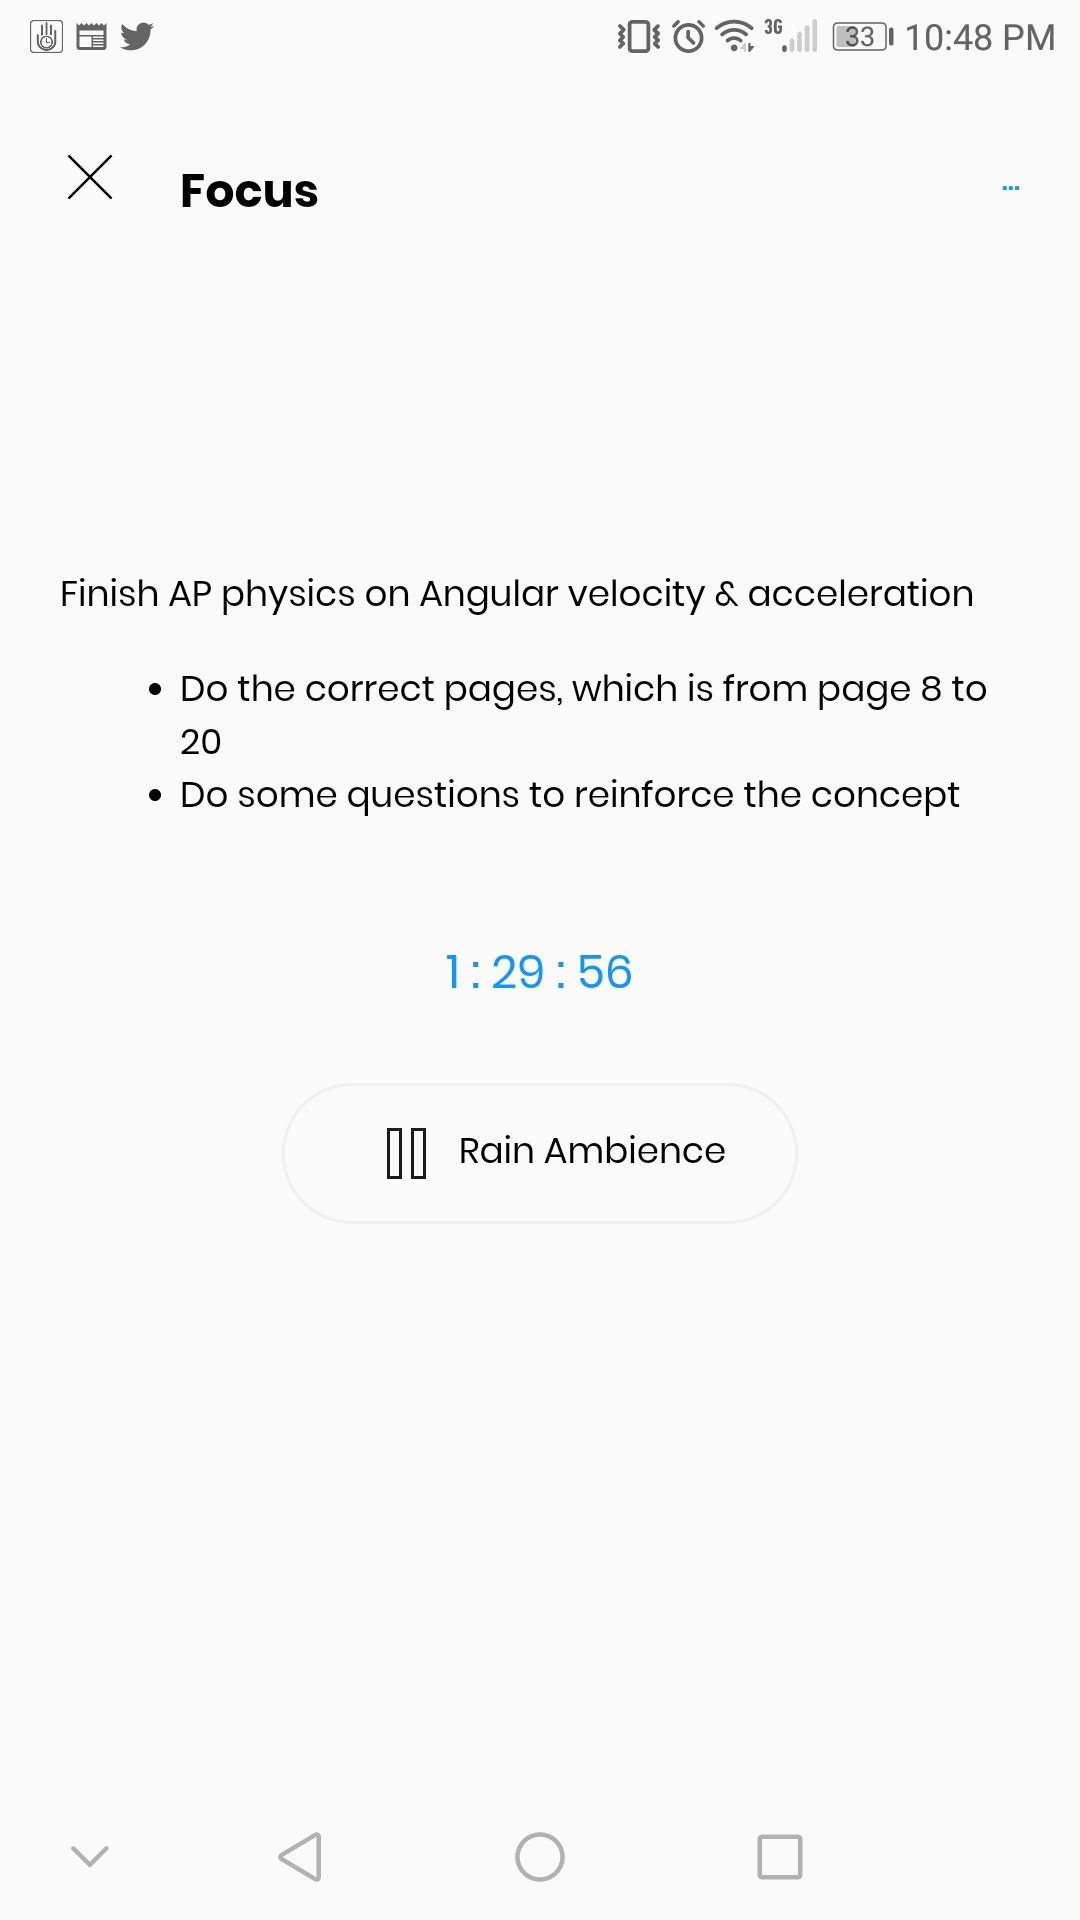 3G 33 10:48 PM
Focus
...
Finish AP physics on Angular velocity & acceleration
• Do the correct pages, which is from page 8 to
20
• Do some questions to reinforce the concept
1 : 29 : 56
Rain Ambience